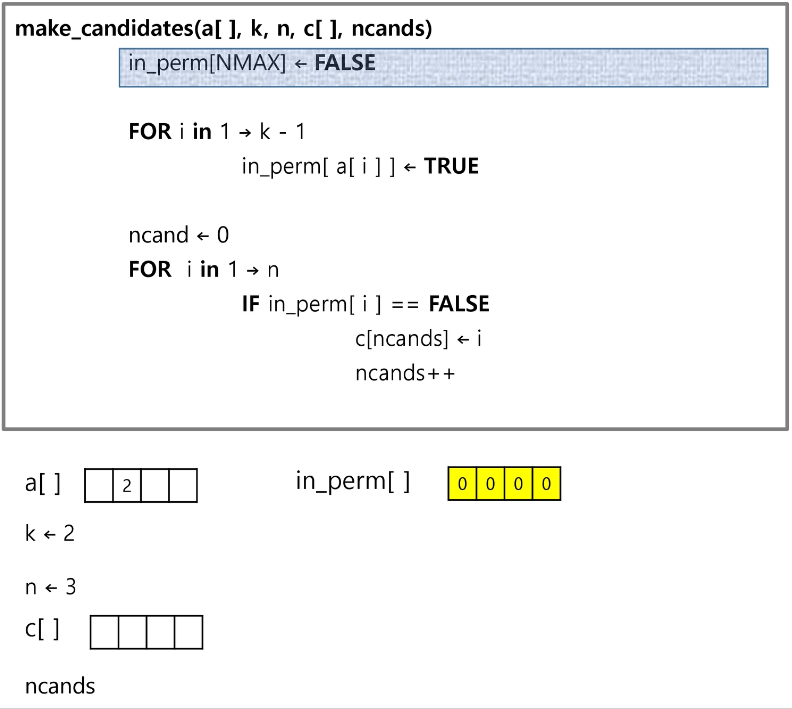 make_candidates(a[ ], k, n, c[ ], ncands)
in_perm[NMAX] ← FALSE
FOR i in 1 → k - 1
in_perm[ a[ i ] ] ← TRUE
ncand ← 0
FOR i in 1 → n
IF in_perm[ i ] == FALSE
c[ncands] ← i
ncands++
a[ ] 2 in_perm[ ] 0 0 0 0
k ← 2
n ← 3
c[ ]
ncands